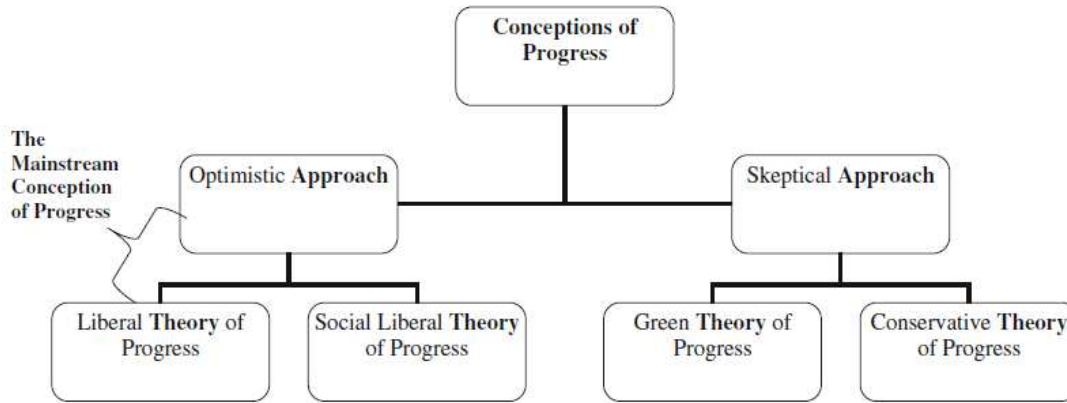 Conceptions of
Progress
The
Mainstream
Conception
of Progress
Optimistic Approach
Skeptical Approach
Liberal Theory of
Progress
Social Liberal Theory
of Progress
Green Theory of
Progress
Conservative Theory
of Progress